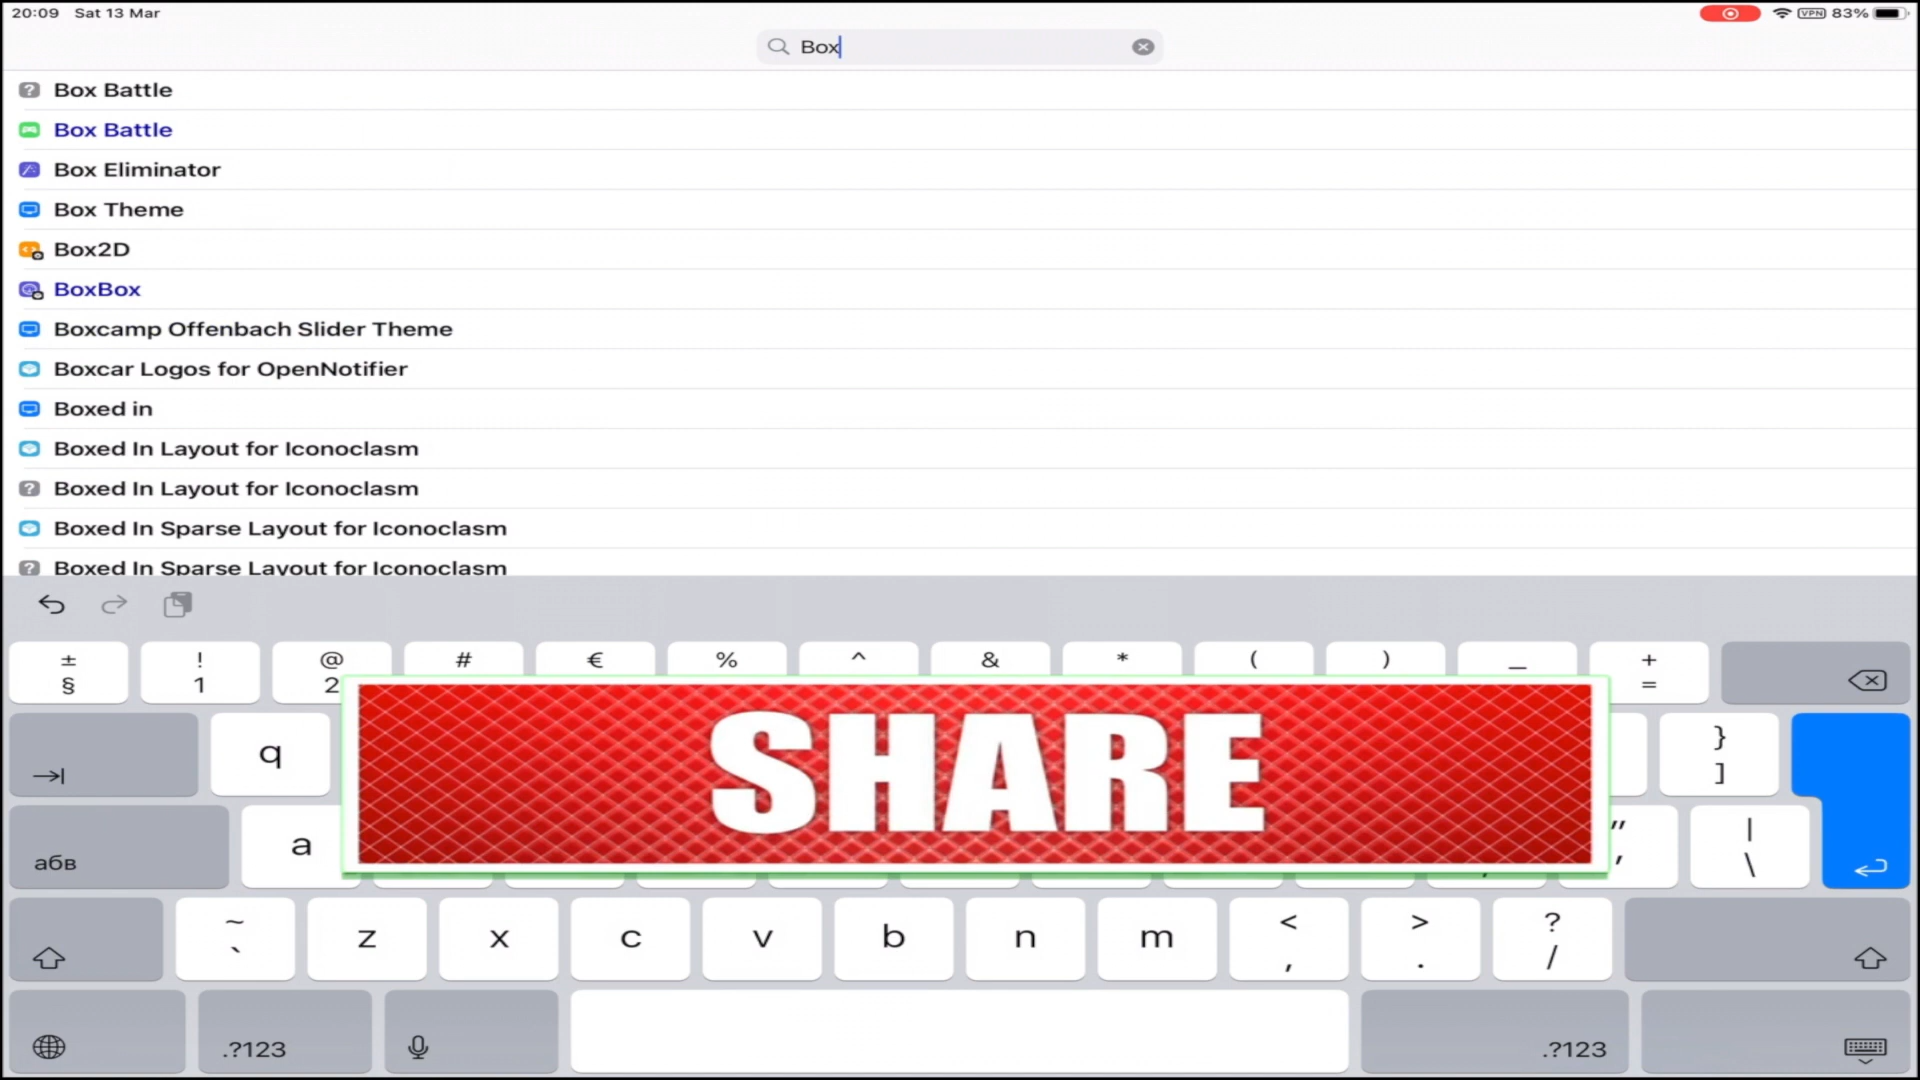 20:09 Sat 13 Mar
VPN 83%
Box
Box Battle
Box Battle
Box Eliminator
Box Theme
Box2D
BoxBox
Boxcamp Offenbach Slider Theme
Boxcar Logos for OpenNotifier
Boxed in
Boxed In Layout for Iconoclasm
Boxed In Layout for Iconoclasm
Boxed In Sparse Layout for Iconoclasm
Boxed In Sparse Layout for Iconoclasm
± ! @ # € % ^ & * ( ) _ +
§ 1 2 =
q } ]
SHARE
абв a " ' | \
~ ` z x c v b n m < , > . ? /
.?123 .?123